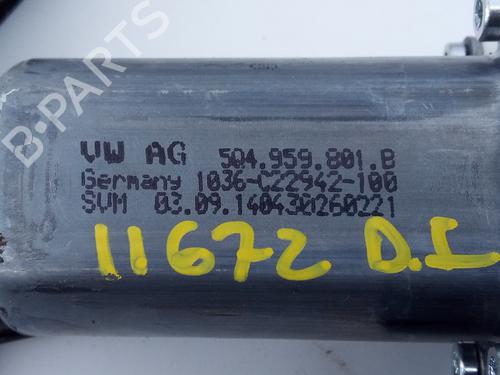 B-PARTS
VW AG 5Q4.959.801.B
Germany 1036-C22942-100
SVM 03.09.140430260221
11672 D.I